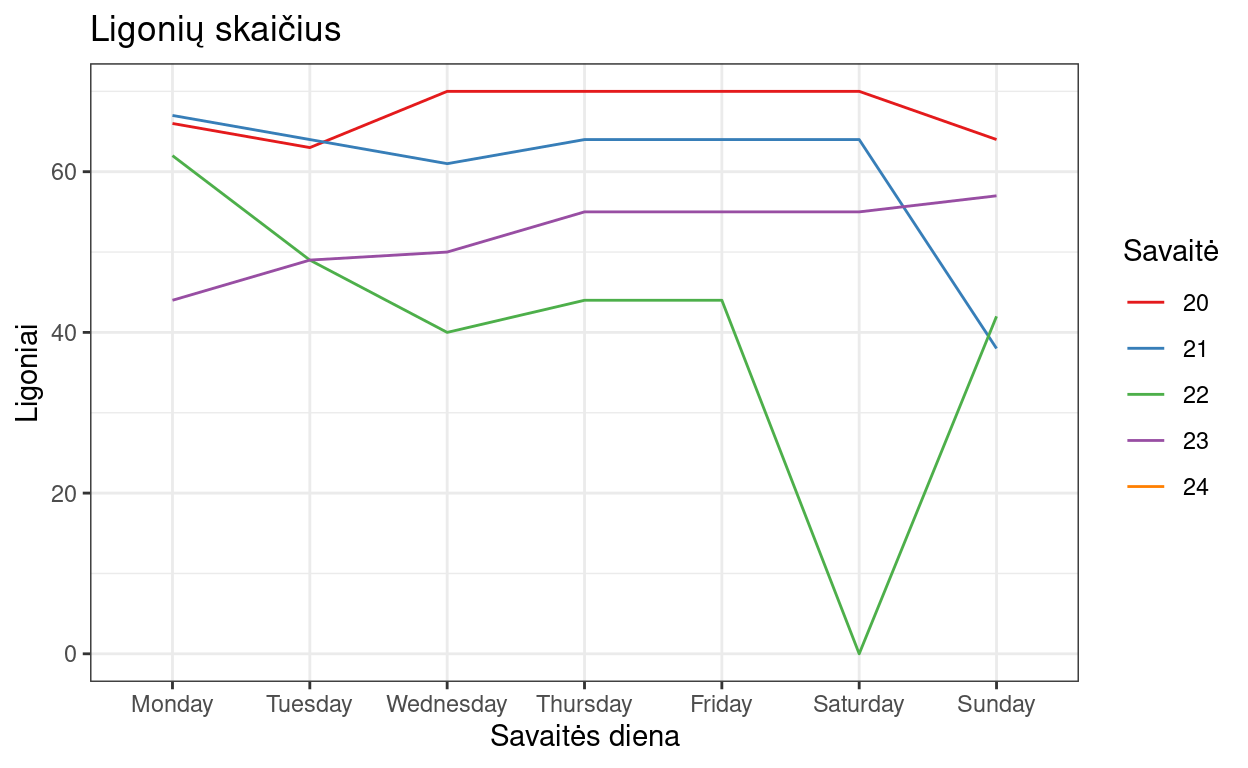 Ligonių skaičius
Ligoniai
60
40
20
0
Monday Tuesday Wednesday Thursday Friday Saturday Sunday
Savaitės diena
Savaitė
20
21
22
23
24